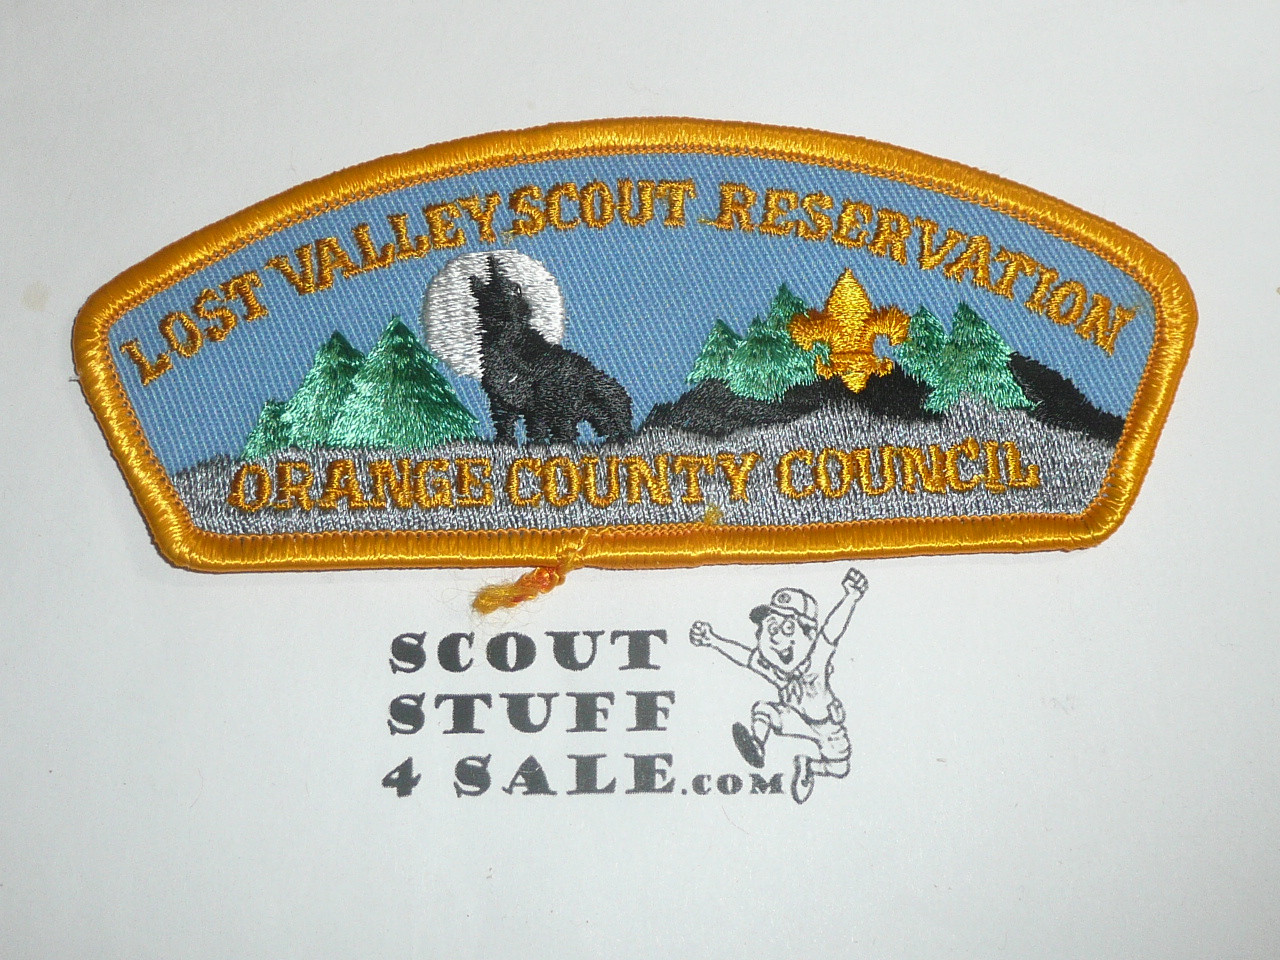 LOST VALLEY SCOUT RESERVATION
ORANGE COUNTY COUNCIL
SCOUT
STUFF
4 SALE.COM